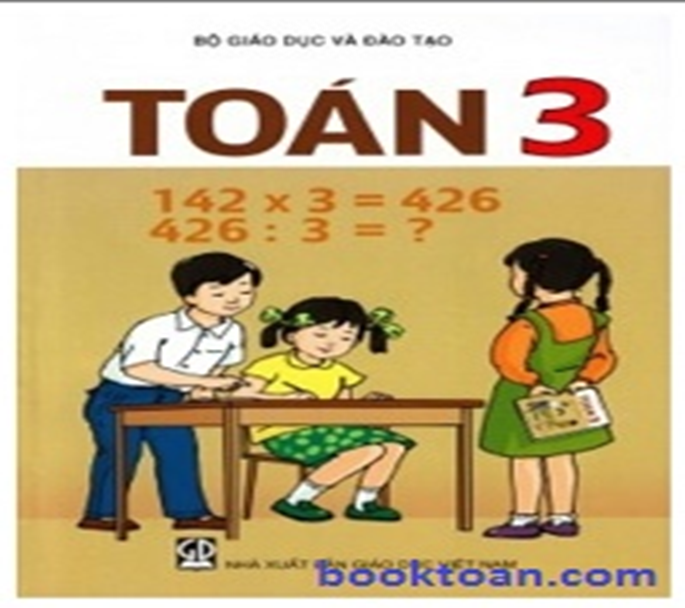 BỘ GIÁO DỤC VÀ ĐÀO TẠO
TOÁN 3
142 x 3 = 426
426 : 3 = ?
GD
NHÀ XUẤT BẢN GIÁO DỤC VIỆT NAM
booktoan.com